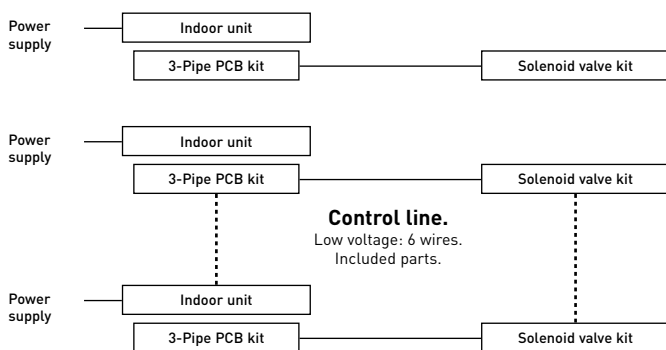 Power
supply
Indoor unit
3-Pipe PCB kit
Solenoid valve kit
Power
supply
Indoor unit
3-Pipe PCB kit
Solenoid valve kit
Control line.
Low voltage: 6 wires.
Included parts.
Power
supply
Indoor unit
3-Pipe PCB kit
Solenoid valve kit